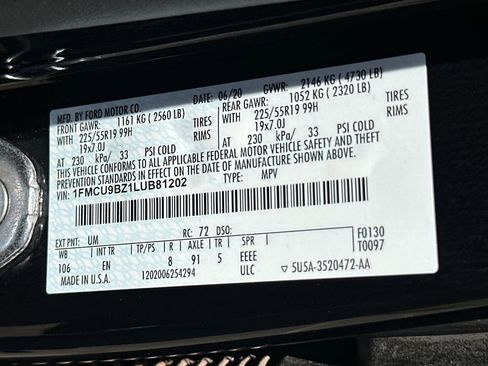 MFD. BY FORD MOTOR CO. DATE: 06/20 GVWR: 2146 KG ( 4730 LB)
FRONT GAWR: 1161 KG ( 2560 LB) REAR GAWR: 1052 KG ( 2320 LB)
WITH 225/55R19 99H TIRES WITH 225/55R19 99H TIRES
19x7.0J RIMS 19x7.0J RIMS
AT 230 kPa/ 33 PSI COLD AT 230 kPa/ 33 PSI COLD
THIS VEHICLE CONFORMS TO ALL APPLICABLE FEDERAL MOTOR VEHICLE SAFETY AND THEFT
PREVENTION STANDARDS IN EFFECT ON THE DATE OF MANUFACTURE SHOWN ABOVE.
VIN: 1FMCU9BZ1LUB81202 TYPE: MPV
EXT PNT: UM RC: 72 DSO: F0130
WB INT TR TP/PS R AXLE TR SPR T0097
106 EN 8 91 5 EEEE
MADE IN U.S.A. 1202006254294 ULC 5U5A-3520472-AA